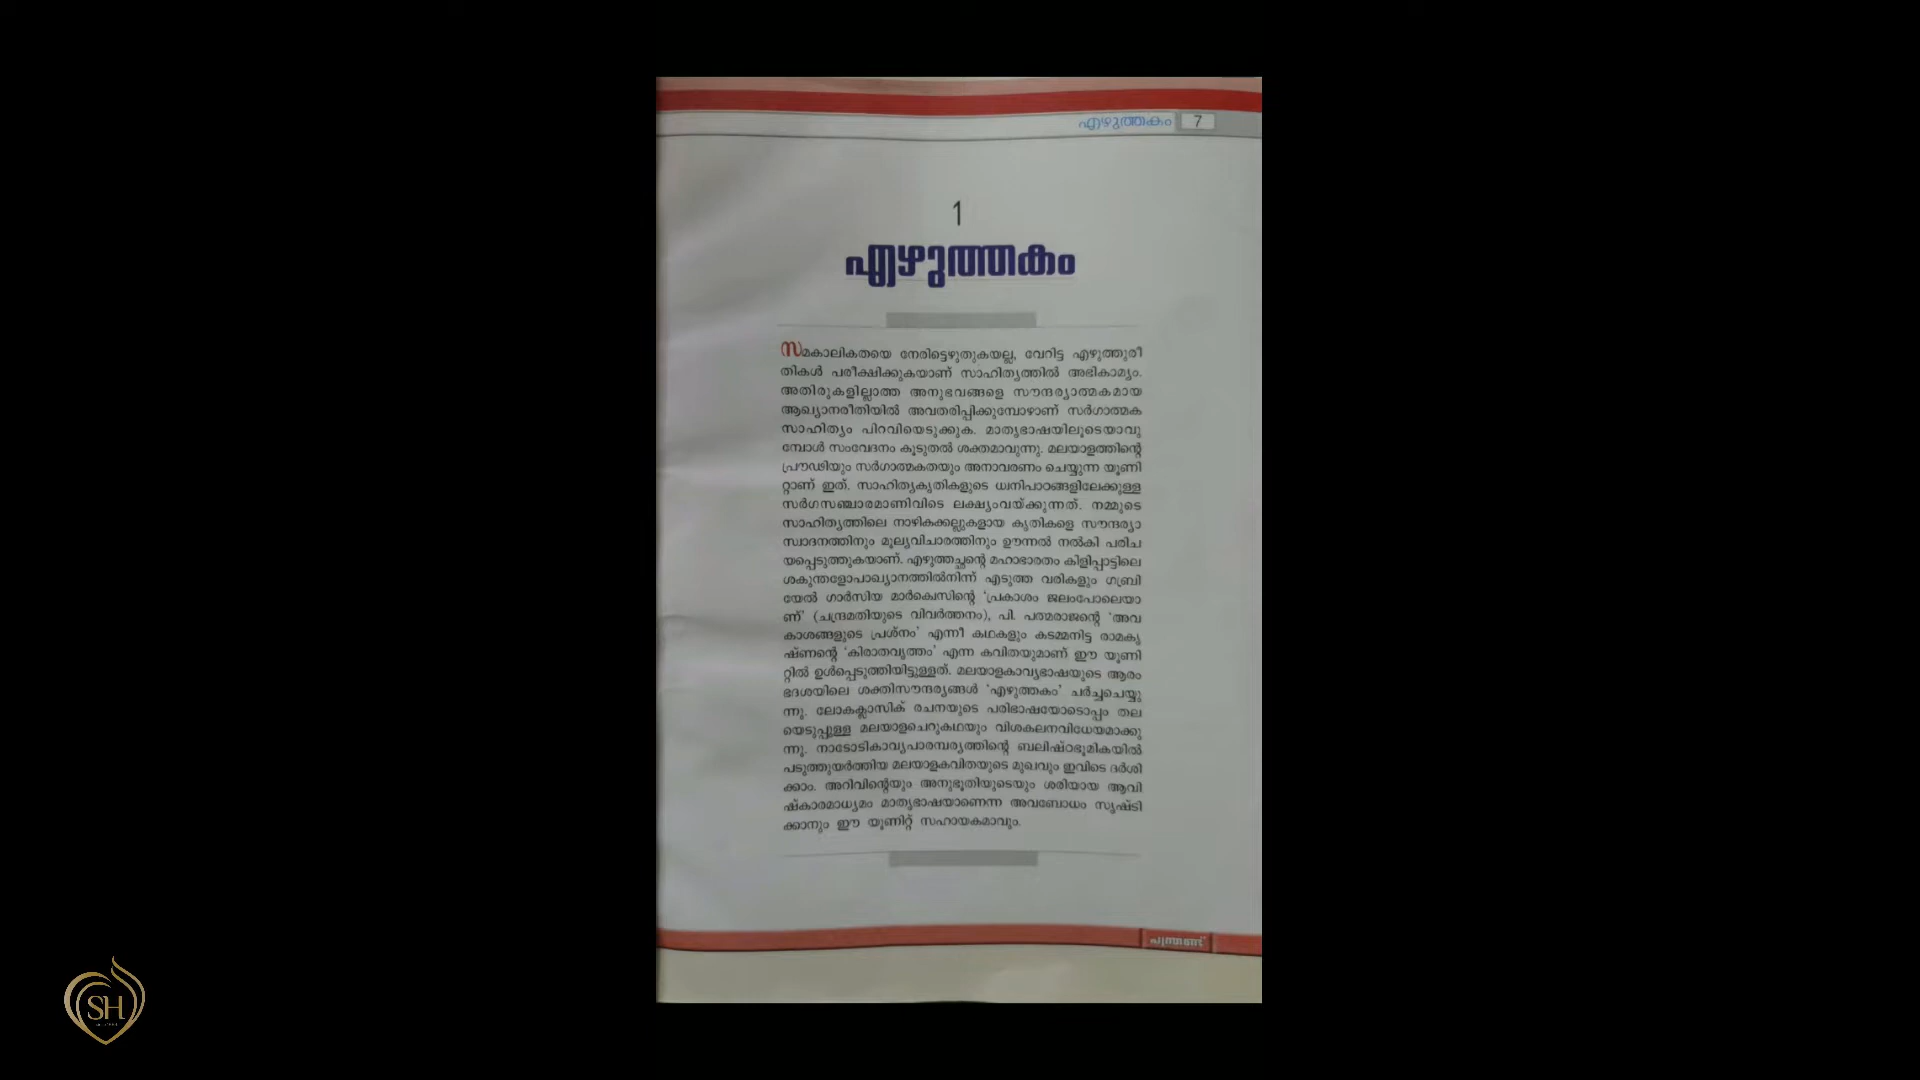 എഴുത്തകം 7
1
എഴുത്തകം
സമകാലികതയെ നേരിട്ടെഴുതുകയല്ല, വേറിട്ട എഴുത്തുരീ
തികൾ പരീക്ഷിക്കുകയാണ് സാഹിത്യത്തിൽ അഭികാമ്യം.
അതിരുകളില്ലാത്ത അനുഭവങ്ങളെ സൗന്ദര്യാത്മകമായ
ആഖ്യാനരീതിയിൽ അവതരിപ്പിക്കുമ്പോഴാണ് സർഗാത്മക
സാഹിത്യം പിറവിയെടുക്കുക. മാതൃഭാഷയിലൂടെയാവു
മ്പോൾ സംവേദനം കൂടുതൽ ശക്തമാവുന്നു. മലയാളത്തിന്റെ
പ്രൗഢിയും സർഗാത്മകതയും അനാവരണം ചെയ്യുന്ന യൂണി
റ്റാണ് ഇത്. സാഹിത്യകൃതികളുടെ ധ്വനിപാഠങ്ങളിലേക്കുള്ള
സർഗസഞ്ചാരമാണിവിടെ ലക്ഷ്യംവയ്ക്കുന്നത്. നമ്മുടെ
സാഹിത്യത്തിലെ നാഴികക്കല്ലുകളായ കൃതികളെ സൗന്ദര്യാ
സ്വാദനത്തിനും മൂല്യവിചാരത്തിനും ഊന്നൽ നൽകി പരിച
യപ്പെടുത്തുകയാണ്. എഴുത്തച്ഛന്റെ മഹാഭാരതം കിളിപ്പാട്ടിലെ
ശകുന്തളോപാഖ്യാനത്തിൽനിന്ന് എടുത്ത വരികളും ഗബ്രി
യേൽ ഗാർസിയ മാർക്വെസിന്റെ 'പ്രകാശം ജലംപോലെയാ
ണ്' (ചന്ദ്രമതിയുടെ വിവർത്തനം), പി. പത്മരാജന്റെ 'അവ
കാശങ്ങളുടെ പ്രശ്നം' എന്നീ കഥകളും കടമ്മനിട്ട രാമകൃ
ഷ്ണന്റെ 'കിരാതവൃത്തം' എന്ന കവിതയുമാണ് ഈ യൂണി
റ്റിൽ ഉൾപ്പെടുത്തിയിട്ടുള്ളത്. മലയാളകാവ്യഭാഷയുടെ ആരം
ഭദശയിലെ ശക്തിസൗന്ദര്യങ്ങൾ 'എഴുത്തകം' ചർച്ചചെയ്യു
ന്നു. ലോകക്ലാസിക് രചനയുടെ പരിഭാഷയോടൊപ്പം തല
യെടുപ്പുള്ള മലയാളചെറുകഥയും വിശകലനവിധേയമാക്കു
ന്നു. നാടോടികാവ്യപാരമ്പര്യത്തിന്റെ ബലിഷ്ഠഭൂമികയിൽ
പടുത്തുയർത്തിയ മലയാളകവിതയുടെ മുഖവും ഇവിടെ ദർശി
ക്കാം. അറിവിന്റെയും അനുഭൂതിയുടെയും ശരിയായ ആവി
ഷ്കാരമാധ്യമം മാതൃഭാഷയാണെന്ന അവബോധം സൃഷ്ടി
ക്കാനും ഈ യൂണിറ്റ് സഹായകമാവും.
SH